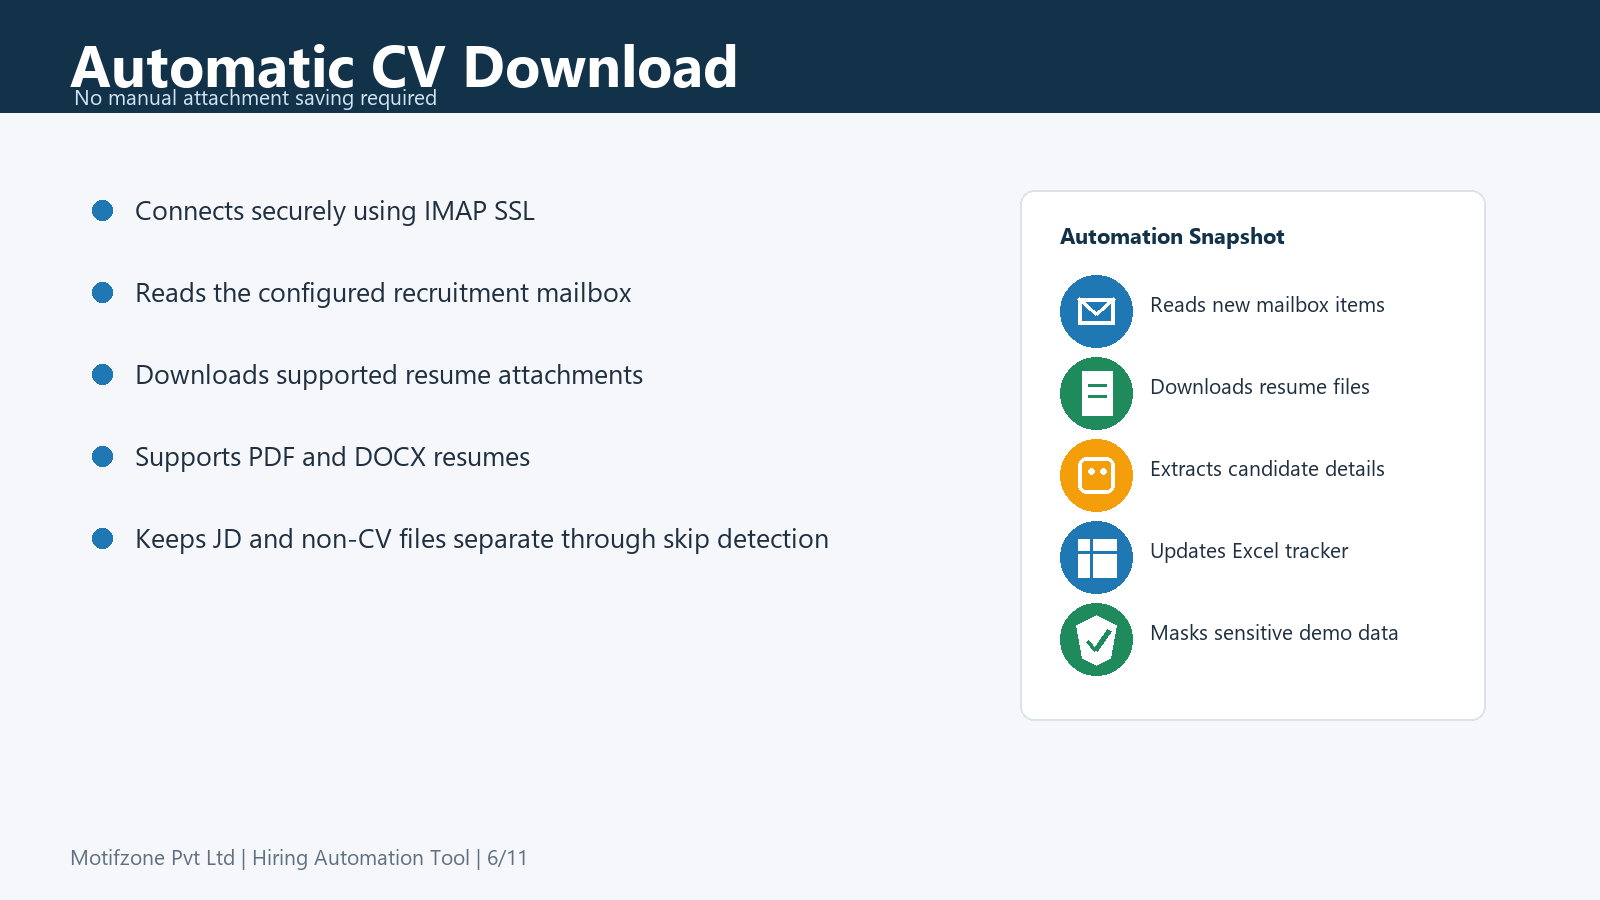 Automatic CV Download
No manual attachment saving required
Connects securely using IMAP SSL
Reads the configured recruitment mailbox
Downloads supported resume attachments
Supports PDF and DOCX resumes
Keeps JD and non-CV files separate through skip detection
Automation Snapshot
Reads new mailbox items
Downloads resume files
Extracts candidate details
Updates Excel tracker
Masks sensitive demo data
Motifzone Pvt Ltd | Hiring Automation Tool | 6/11